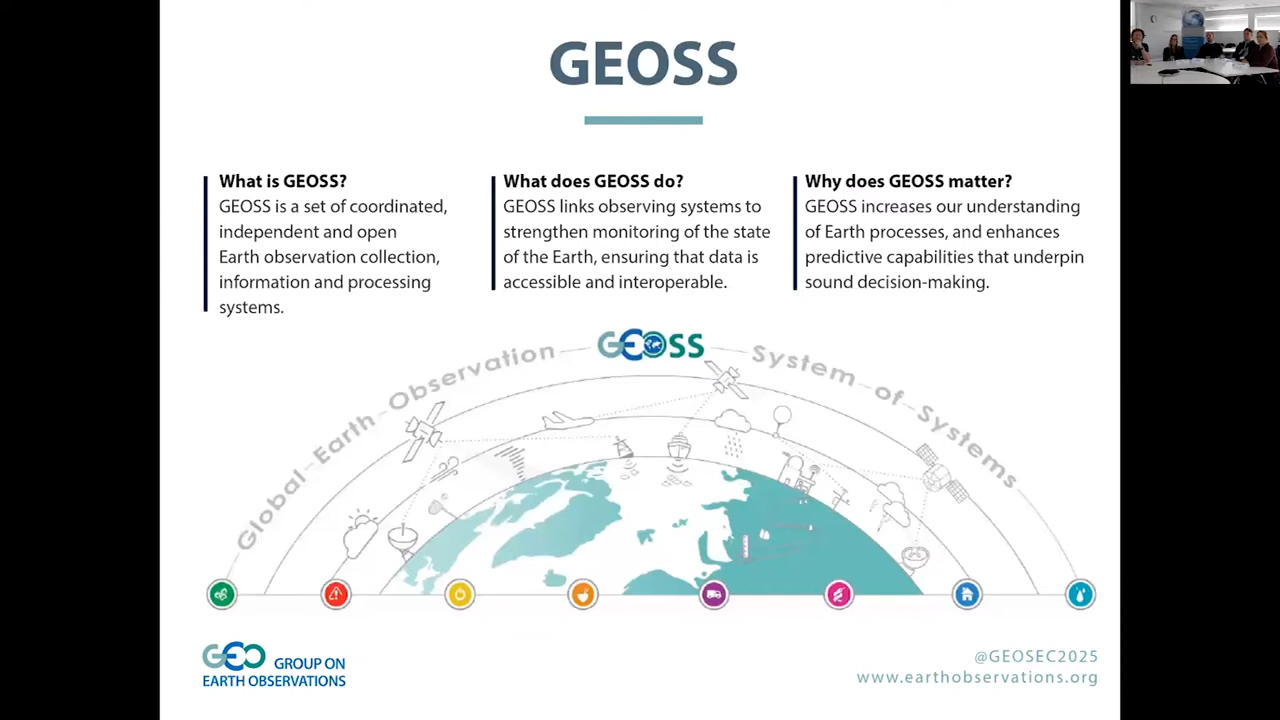 GEOSS
What is GEOSS?
GEOSS is a set of coordinated,
independent and open
Earth observation collection,
information and processing
systems.
What does GEOSS do?
GEOSS links observing systems to
strengthen monitoring of the state
of the Earth, ensuring that data is
accessible and interoperable.
Why does GEOSS matter?
GEOSS increases our understanding
of Earth processes, and enhances
predictive capabilities that underpin
sound decision-making.
Global Earth Observation
GEOSS
System of Systems
GEO GROUP ON
EARTH OBSERVATIONS
@GEOSEC2025
www.earthobservations.org